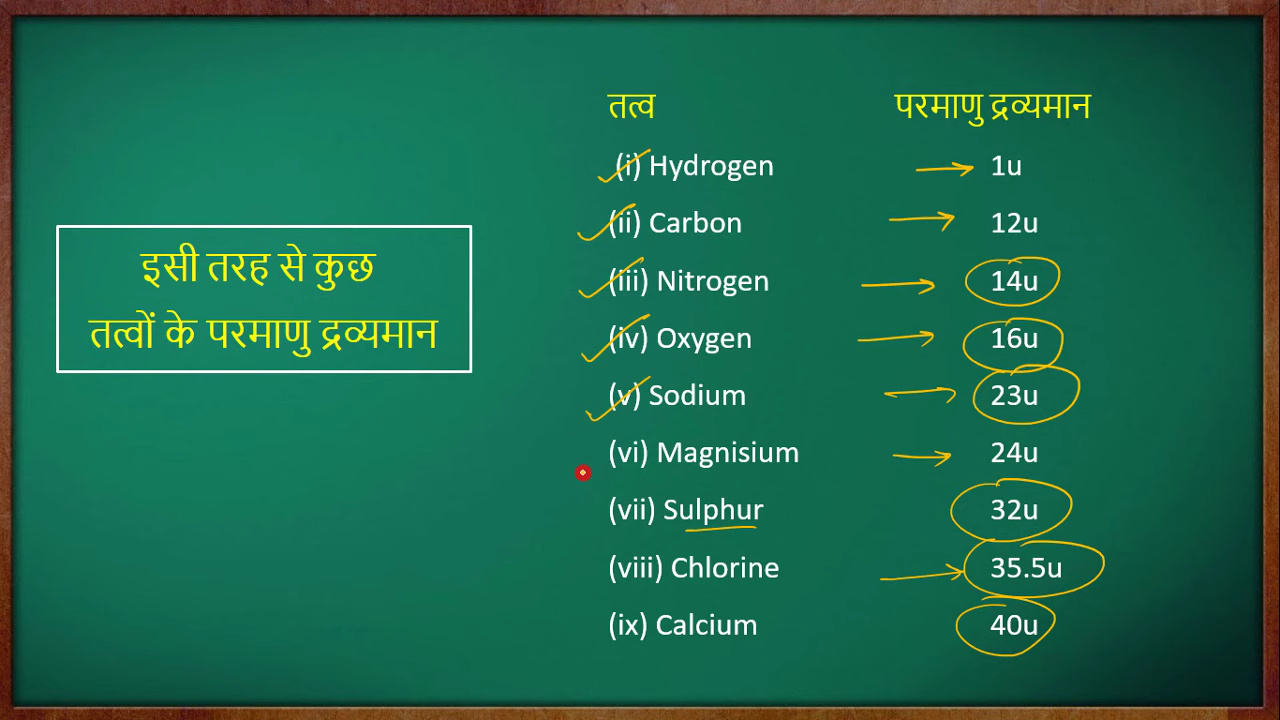 इसी तरह से कुछ
तत्वों के परमाणु द्रव्यमान
तत्व परमाणु द्रव्यमान
(i) Hydrogen 1u
(ii) Carbon 12u
(iii) Nitrogen 14u
(iv) Oxygen 16u
(v) Sodium 23u
(vi) Magnisium 24u
(vii) Sulphur 32u
(viii) Chlorine 35.5u
(ix) Calcium 40u